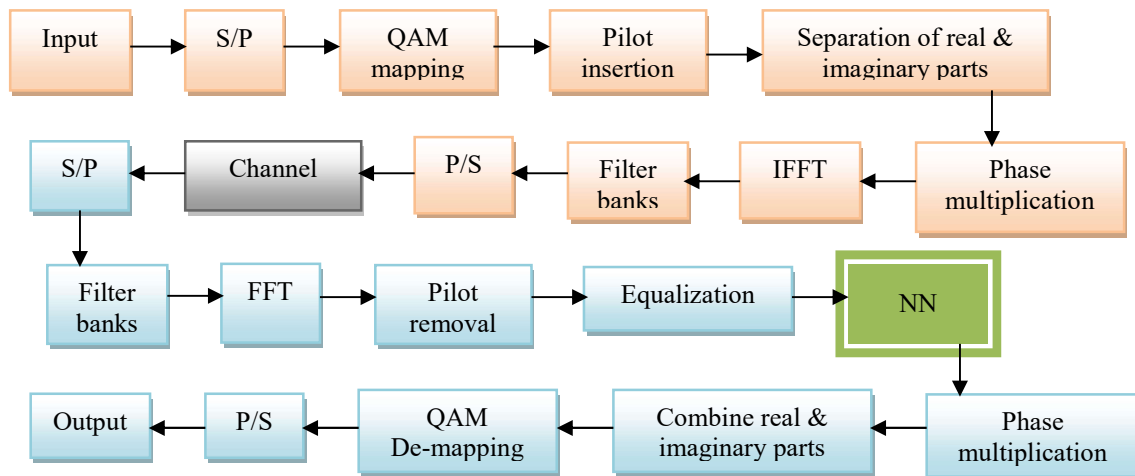 Input
S/P
QAM
mapping
Pilot
insertion
Separation of real &
imaginary parts
Phase
multiplication
IFFT
Filter
banks
P/S
Channel
S/P
Filter
banks
FFT
Pilot
removal
Equalization
NN
Phase
multiplication
Combine real &
imaginary parts
QAM
De-mapping
P/S
Output